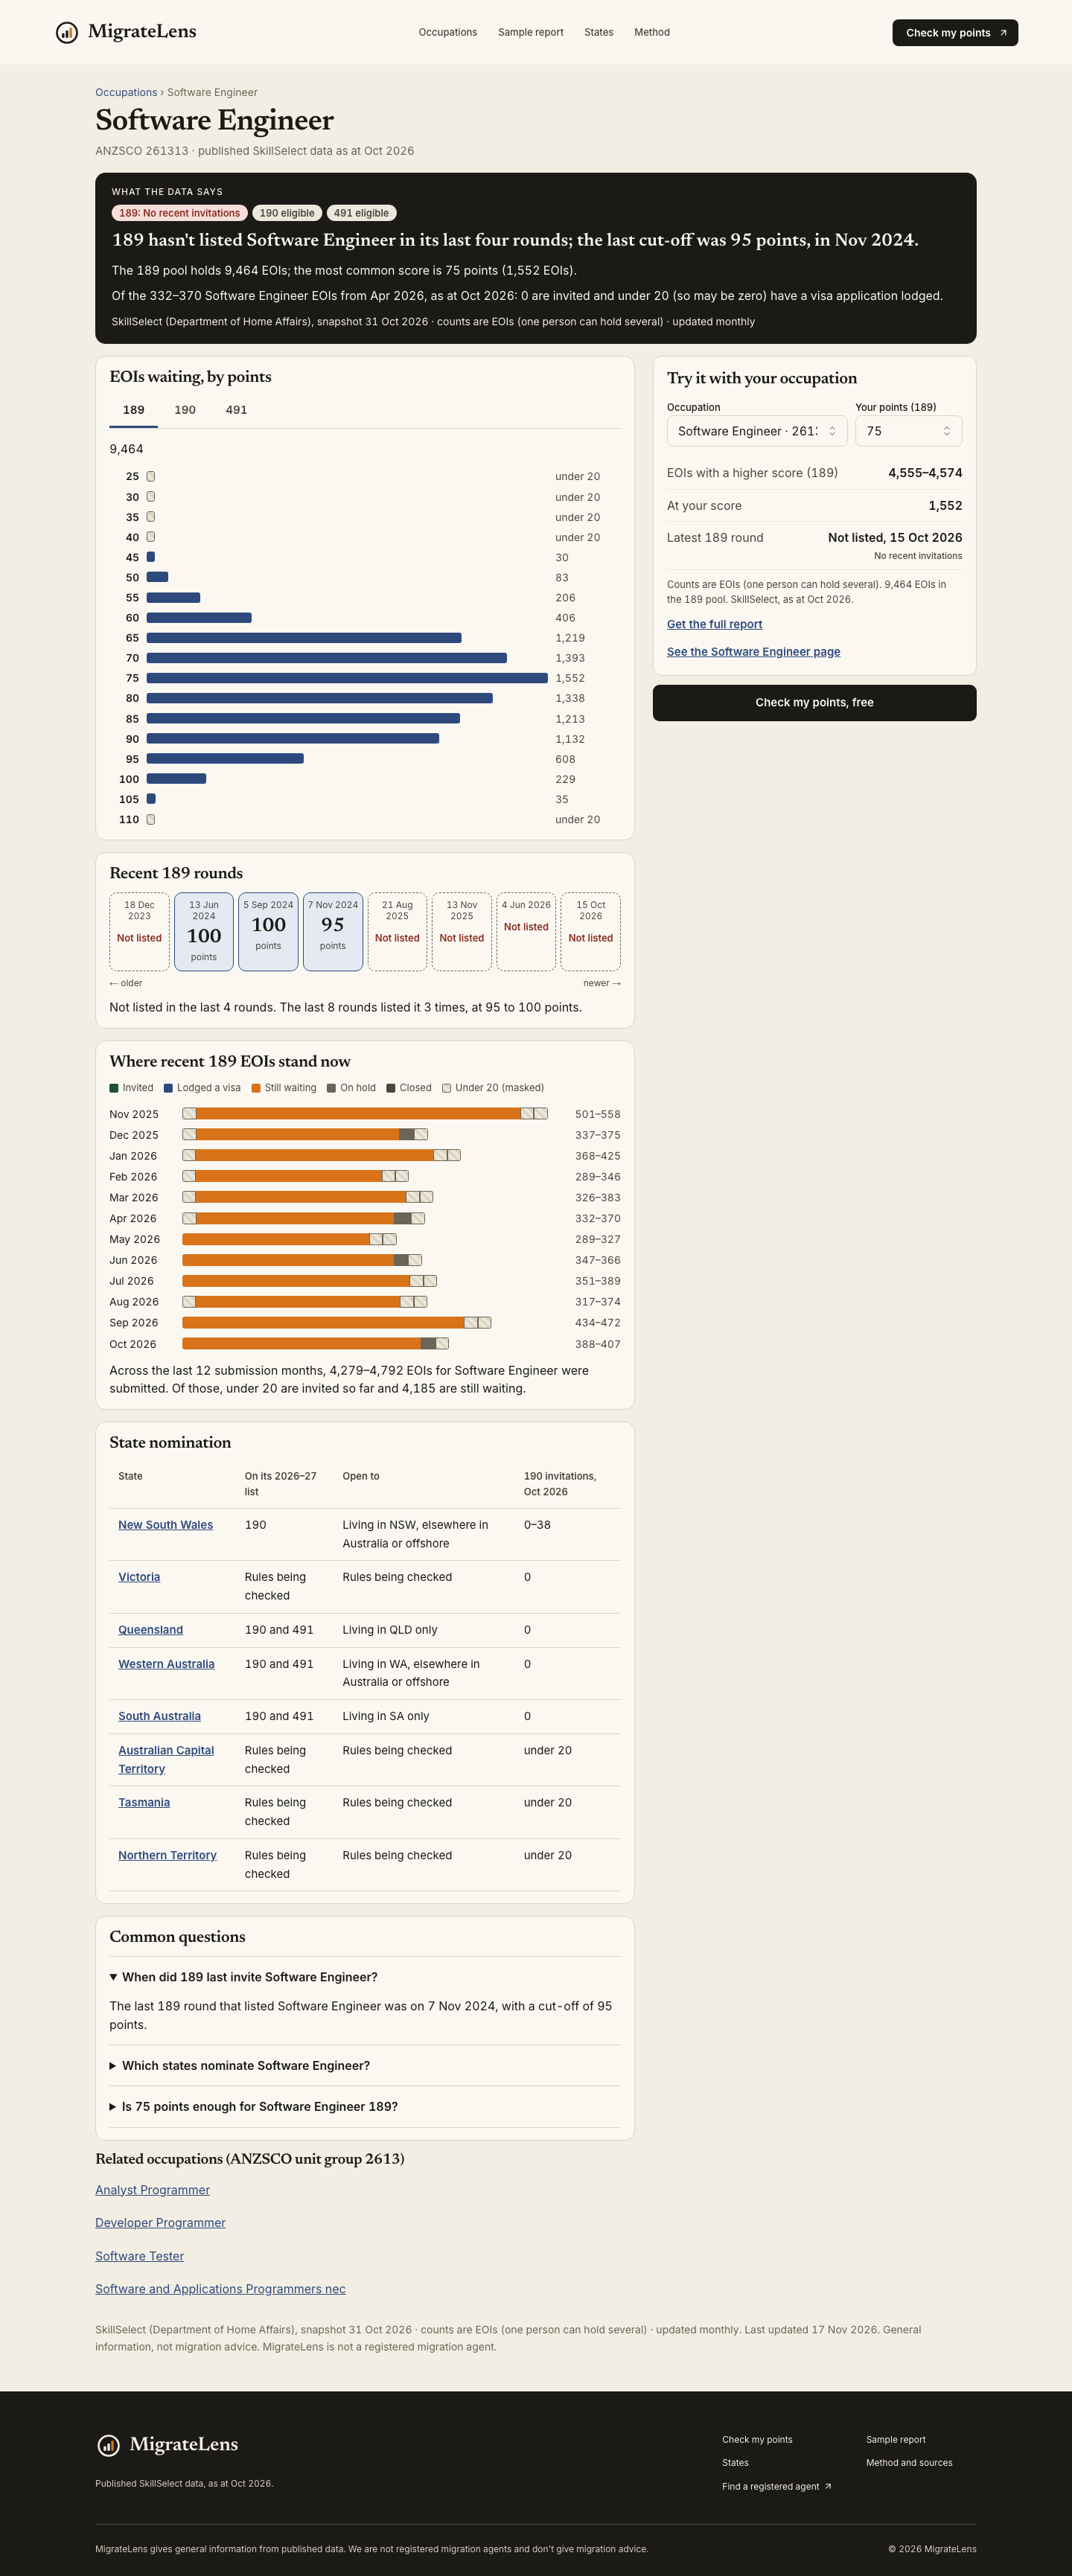 MigrateLens
Occupations
Sample report
States
Method
Check my points
Occupations › Software Engineer
Software Engineer
ANZSCO 261313 · published SkillSelect data as at Oct 2026
WHAT THE DATA SAYS
189: No recent invitations
190 eligible
491 eligible
189 hasn't listed Software Engineer in its last four rounds; the last cut-off was 95 points, in Nov 2024.
The 189 pool holds 9,464 EOIs; the most common score is 75 points (1,552 EOIs).
Of the 332–370 Software Engineer EOIs from Apr 2026, as at Oct 2026: 0 are invited and under 20 (so may be zero) have a visa application lodged.
SkillSelect (Department of Home Affairs), snapshot 31 Oct 2026 · counts are EOIs (one person can hold several) · updated monthly
EOIs waiting, by points
189 190 491
9,464
25 under 20
30 under 20
35 under 20
40 under 20
45 30
50 83
55 206
60 406
65 1,219
70 1,393
75 1,552
80 1,338
85 1,213
90 1,132
95 608
100 229
105 35
110 under 20
Try it with your occupation
Occupation
Your points (189)
Software Engineer · 261:
75
EOIs with a higher score (189) 4,555–4,574
At your score 1,552
Latest 189 round Not listed, 15 Oct 2026
No recent invitations
Counts are EOIs (one person can hold several). 9,464 EOIs in
the 189 pool. SkillSelect, as at Oct 2026.
Get the full report
See the Software Engineer page
Check my points, free
Recent 189 rounds
18 Dec 2023 Not listed
13 Jun 2024 100 points
5 Sep 2024 100 points
7 Nov 2024 95 points
21 Aug 2025 Not listed
13 Nov 2025 Not listed
4 Jun 2026 Not listed
15 Oct 2026 Not listed
← older
newer →
Not listed in the last 4 rounds. The last 8 rounds listed it 3 times, at 95 to 100 points.
Where recent 189 EOIs stand now
Invited
Lodged a visa
Still waiting
On hold
Closed
Under 20 (masked)
Nov 2025 501–558
Dec 2025 337–375
Jan 2026 368–425
Feb 2026 289–346
Mar 2026 326–383
Apr 2026 332–370
May 2026 289–327
Jun 2026 347–366
Jul 2026 351–389
Aug 2026 317–374
Sep 2026 434–472
Oct 2026 388–407
Across the last 12 submission months, 4,279–4,792 EOIs for Software Engineer were
submitted. Of those, under 20 are invited so far and 4,185 are still waiting.
State nomination
State
On its 2026–27 list
Open to
190 invitations, Oct 2026
New South Wales
190
Living in NSW, elsewhere in Australia or offshore
0–38
Victoria
Rules being checked
Rules being checked
0
Queensland
190 and 491
Living in QLD only
0
Western Australia
190 and 491
Living in WA, elsewhere in Australia or offshore
0
South Australia
190 and 491
Living in SA only
0
Australian Capital Territory
Rules being checked
Rules being checked
under 20
Tasmania
Rules being checked
Rules being checked
under 20
Northern Territory
Rules being checked
Rules being checked
under 20
Common questions
▼ When did 189 last invite Software Engineer?
The last 189 round that listed Software Engineer was on 7 Nov 2024, with a cut-off of 95
points.
▶ Which states nominate Software Engineer?
▶ Is 75 points enough for Software Engineer 189?
Related occupations (ANZSCO unit group 2613)
Analyst Programmer
Developer Programmer
Software Tester
Software and Applications Programmers nec
SkillSelect (Department of Home Affairs), snapshot 31 Oct 2026 · counts are EOIs (one person can hold several) · updated monthly. Last updated 17 Nov 2026. General
information, not migration advice. MigrateLens is not a registered migration agent.
MigrateLens
Published SkillSelect data, as at Oct 2026.
Check my points
Sample report
States
Method and sources
Find a registered agent
MigrateLens gives general information from published data. We are not registered migration agents and don't give migration advice.
© 2026 MigrateLens